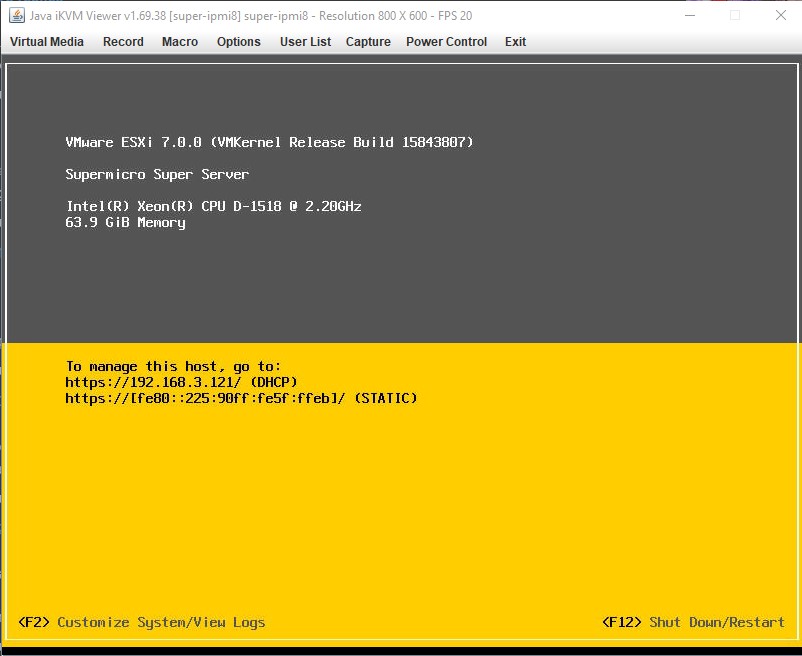 Java iKVM Viewer v1.69.38 [super-ipmi8] super-ipmi8 - Resolution 800 X 600 - FPS 20
Virtual Media Record Macro Options User List Capture Power Control Exit
VMware ESXi 7.0.0 (VMKernel Release Build 15843807)
Supermicro Super Server
Intel(R) Xeon(R) CPU D-1518 @ 2.20GHz
63.9 GiB Memory
To manage this host, go to:
https://192.168.3.121/ (DHCP)
https://[fe80::225:90ff:fe5f:ffeb]/ (STATIC)
<F2> Customize System/View Logs <F12> Shut Down/Restart